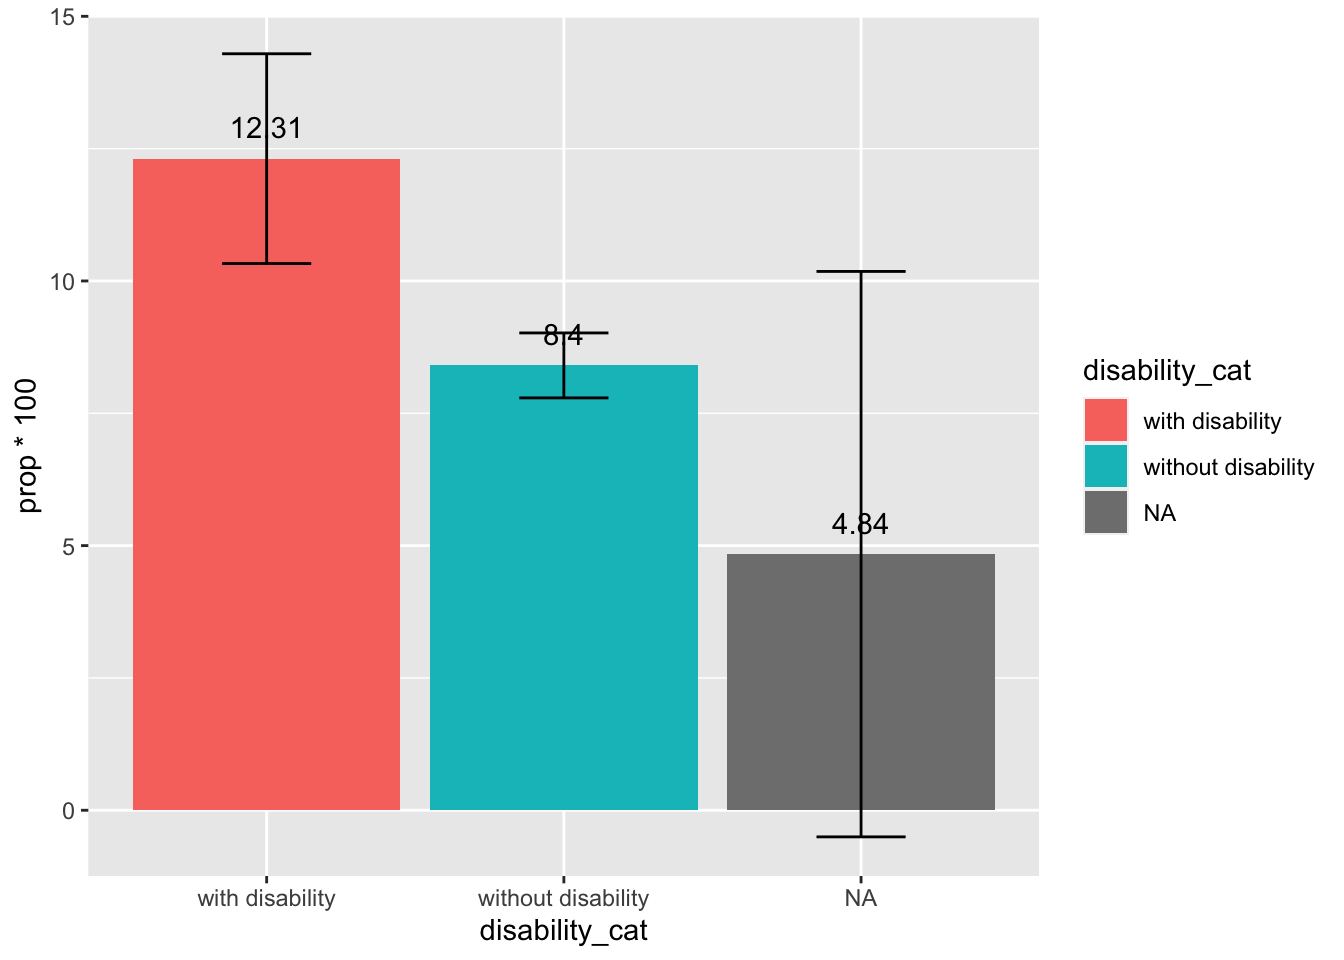 15
10
5
0
prop * 100
12.31
8.4
4.84
with disability
without disability
NA
disability_cat
disability_cat
with disability
without disability
NA